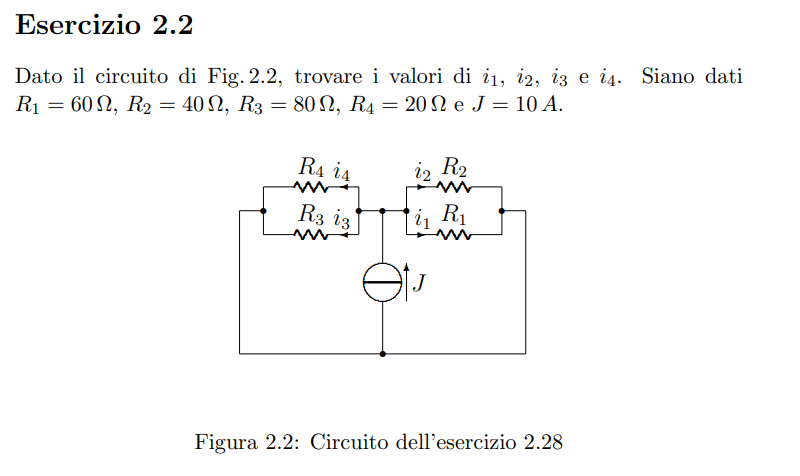 Esercizio 2.2
Dato il circuito di Fig. 2.2, trovare i valori di i₁, i₂, i₃ e i₄. Siano dati
R₁ = 60 Ω, R₂ = 40 Ω, R₃ = 80 Ω, R₄ = 20 Ω e J = 10 A.
R₄ i₄ i₂ R₂
R₃ i₃ i₁ R₁
J
Figura 2.2: Circuito dell'esercizio 2.28